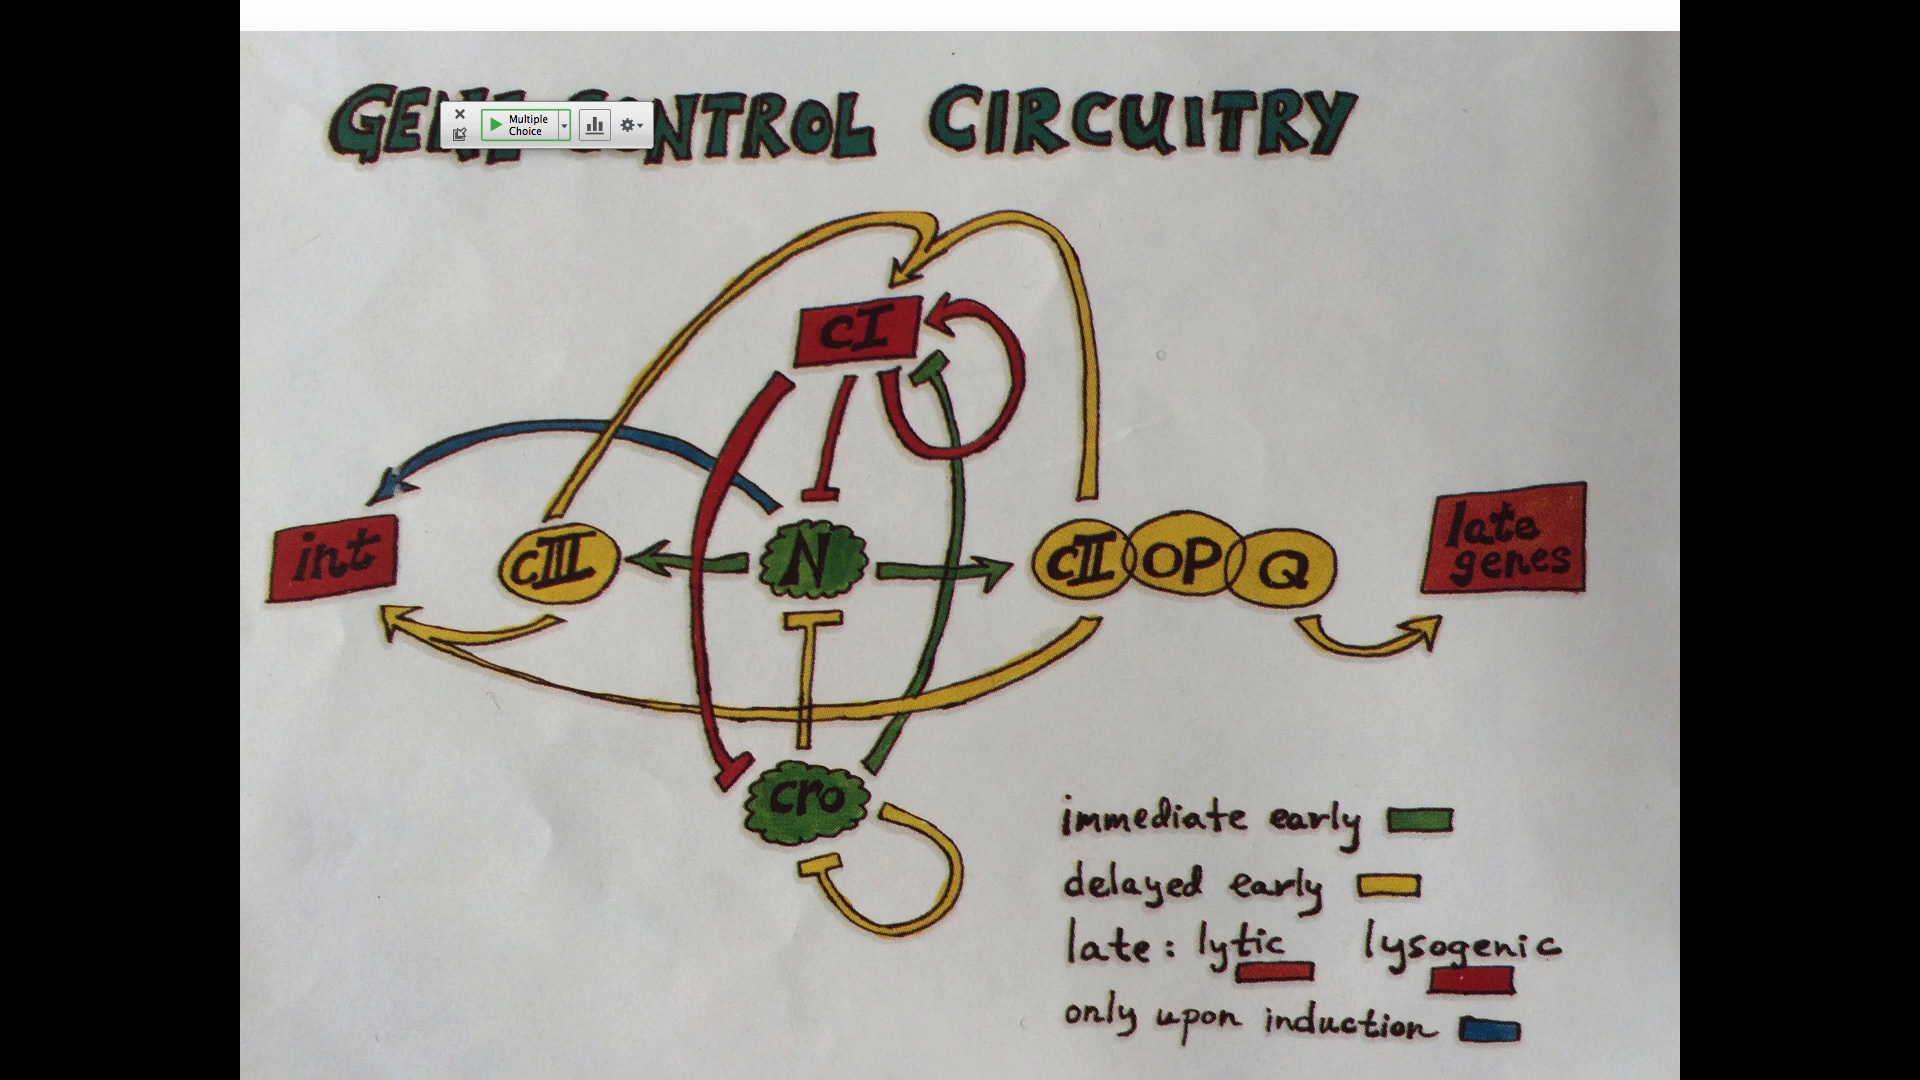 GENE CONTROL CIRCUITRY
Multiple
Choice
cI
int
cIII
N
cII OP Q
late
genes
cro
immediate early
delayed early
late: lytic lysogenic
only upon induction